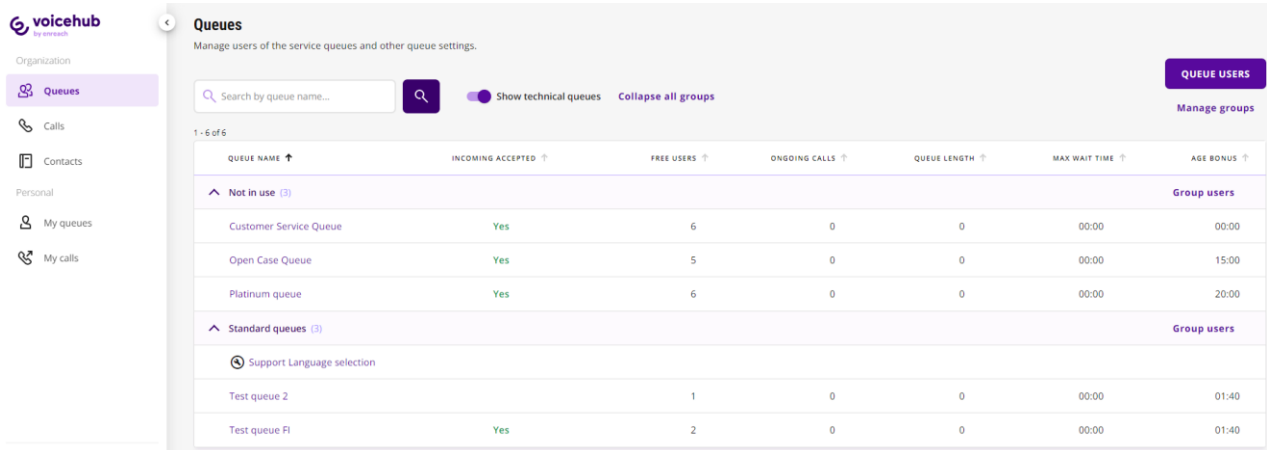 voicehub
by enreach
Organization
Queues
Calls
Contacts
Personal
My queues
My calls
Queues
Manage users of the service queues and other queue settings.
QUEUE USERS
Search by queue name...
Show technical queues Collapse all groups
Manage groups
1 - 6 of 6
QUEUE NAME ↑ INCOMING ACCEPTED ↑ FREE USERS ↑ ONGOING CALLS ↑ QUEUE LENGTH ↑ MAX WAIT TIME ↑ AGE BONUS ↑
Not in use (3) Group users
Customer Service Queue Yes 6 0 0 00:00 00:00
Open Case Queue Yes 5 0 0 00:00 15:00
Platinum queue Yes 6 0 0 00:00 20:00
Standard queues (3) Group users
Support Language selection
Test queue 2 1 0 0 00:00 01:40
Test queue FI Yes 2 0 0 00:00 01:40